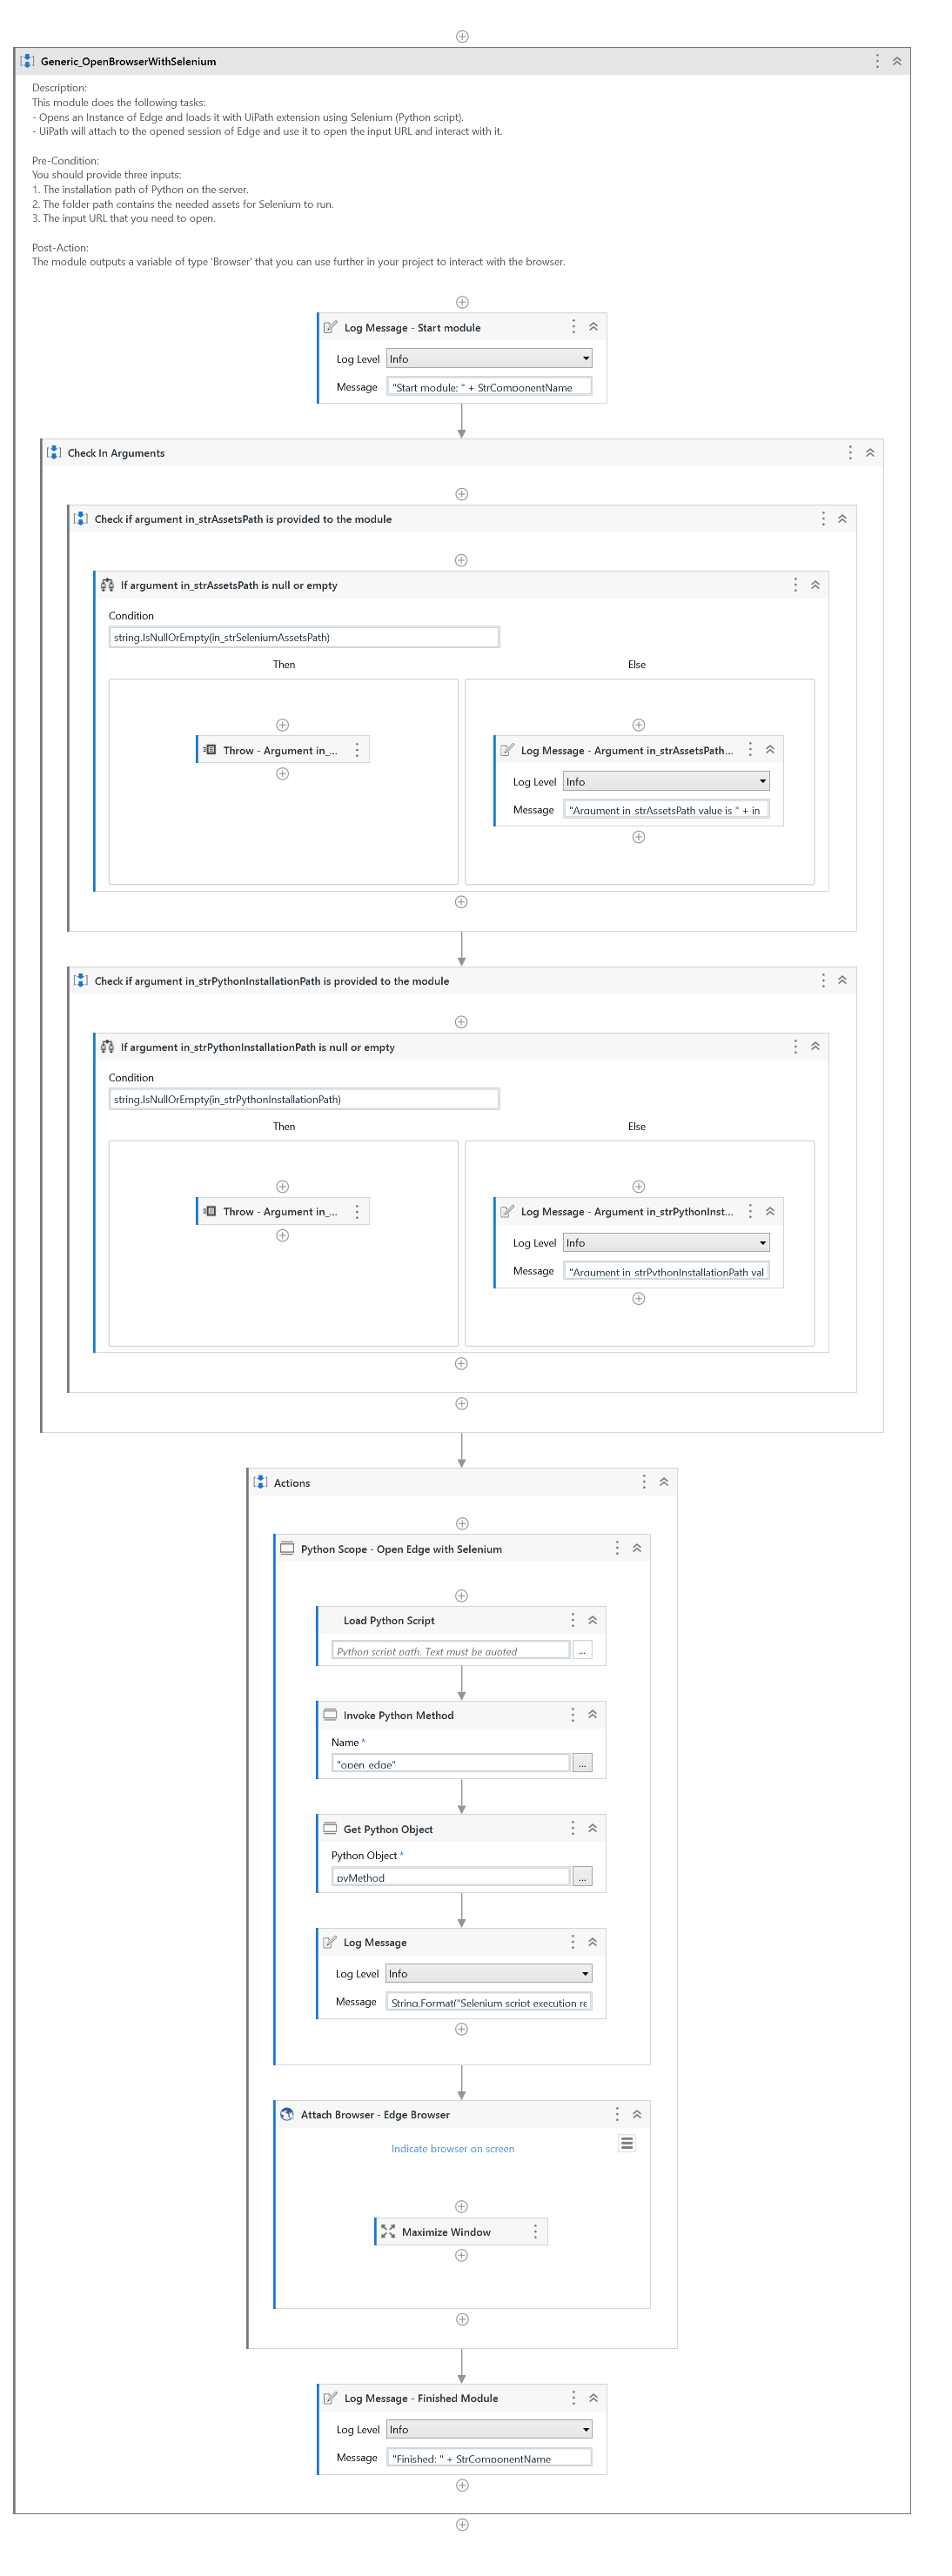 Generic_OpenBrowserWithSelenium
Description:
This module does the following tasks:
- Opens an Instance of Edge and loads it with UiPath extension using Selenium (Python script).
- UiPath will attach to the opened session of Edge and use it to open the input URL and interact with it.
Pre-Condition:
You should provide three inputs:
1. The installation path of Python on the server.
2. The folder path contains the needed assets for Selenium to run.
3. The input URL that you need to open.
Post-Action:
The module outputs a variable of type 'Browser' that you can use further in your project to interact with the browser.
Log Message - Start module
Log Level Info
Message "Start module: " + StrComponentName
Check In Arguments
Check if argument in_strAssetsPath is provided to the module
If argument in_strAssetsPath is null or empty
Condition
string.IsNullOrEmpty(in_strSeleniumAssetsPath)
Then Else
Throw - Argument in_... Log Message - Argument in_strAssetsPath...
Log Level Info
Message "Argument in_strAssetsPath value is " + in
Check if argument in_strPythonInstallationPath is provided to the module
If argument in_strPythonInstallationPath is null or empty
Condition
string.IsNullOrEmpty(in_strPythonInstallationPath)
Then Else
Throw - Argument in_... Log Message - Argument in_strPythonInst...
Log Level Info
Message "Argument in_strPythonInstallationPath val
Actions
Python Scope - Open Edge with Selenium
Load Python Script
Python script path. Text must be quoted ...
Invoke Python Method
Name *
"open_edge" ...
Get Python Object
Python Object *
pyMethod ...
Log Message
Log Level Info
Message String.Format("Selenium script execution re
Attach Browser - Edge Browser
Indicate browser on screen
Maximize Window
Log Message - Finished Module
Log Level Info
Message "Finished: " + StrComponentName